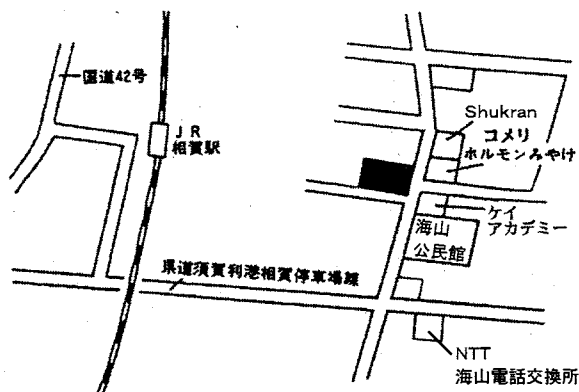 国道42号
JR
相賀駅
Shukran
コメリ
ホルモンみやけ
ケイ
アカデミー
海山
公民館
県道須賀利港相賀停車場線
NTT
海山電話交換所